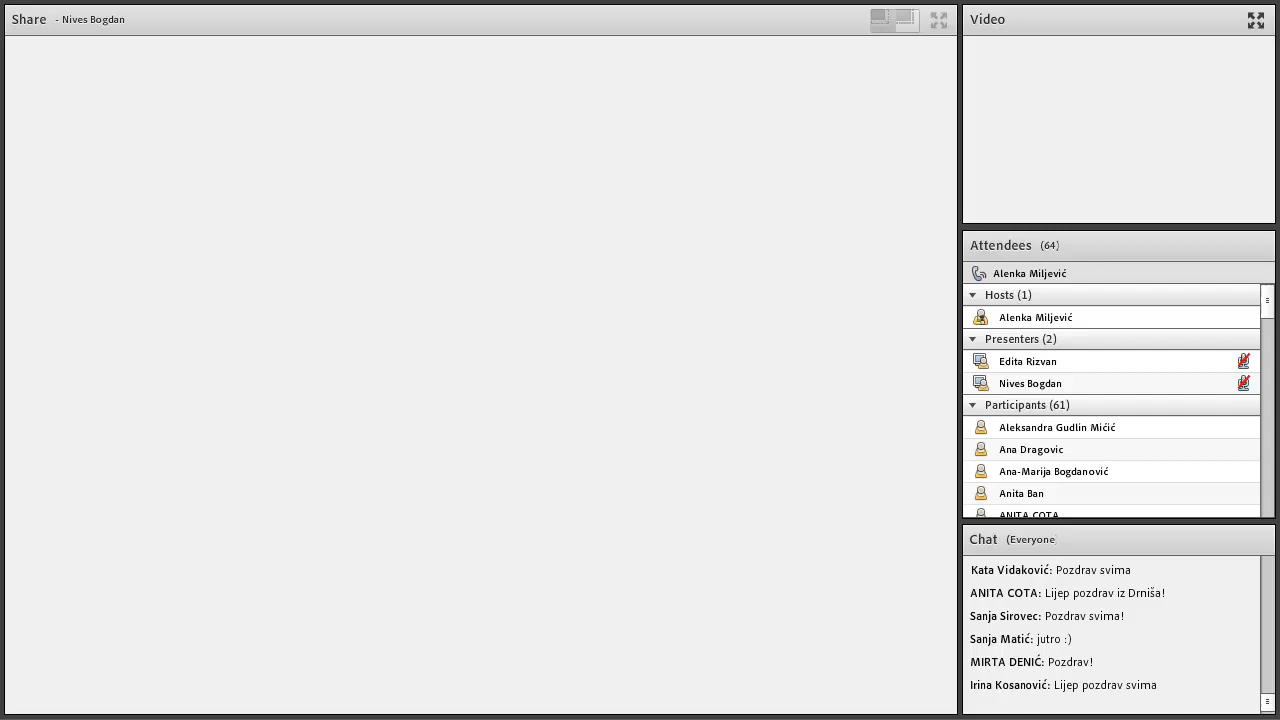 Share - Nives Bogdan
Video
Attendees (64)
Alenka Miljević
Hosts (1)
Alenka Miljević
Presenters (2)
Edita Rizvan
Nives Bogdan
Participants (61)
Aleksandra Gudlin Mićić
Ana Dragovic
Ana-Marija Bogdanović
Anita Ban
ANITA COTA
Chat (Everyone
Kata Vidaković: Pozdrav svima
ANITA COTA: Lijep pozdrav iz Drniša!
Sanja Sirovec: Pozdrav svima!
Sanja Matić: jutro :)
MIRTA DENIĆ: Pozdrav!
Irina Kosanović: Lijep pozdrav svima